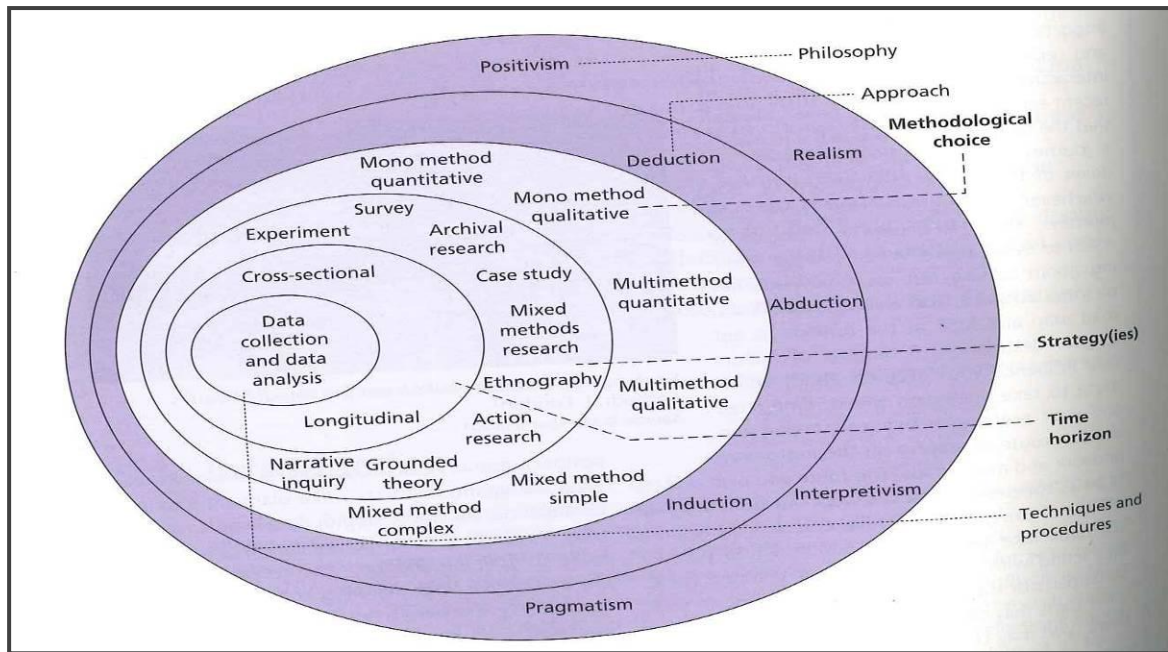 Positivism
Philosophy
Approach
Methodological
choice
Deduction
Realism
Mono method
quantitative
Mono method
qualitative
Survey
Experiment
Archival
research
Cross-sectional
Case study
Multimethod
quantitative
Abduction
Data
collection
and data
analysis
Mixed
methods
research
Strategy(ies)
Ethnography
Multimethod
qualitative
Longitudinal
Action
research
Time
horizon
Narrative
inquiry
Grounded
theory
Mixed method
simple
Mixed method
complex
Induction
Interpretivism
Techniques and
procedures
Pragmatism